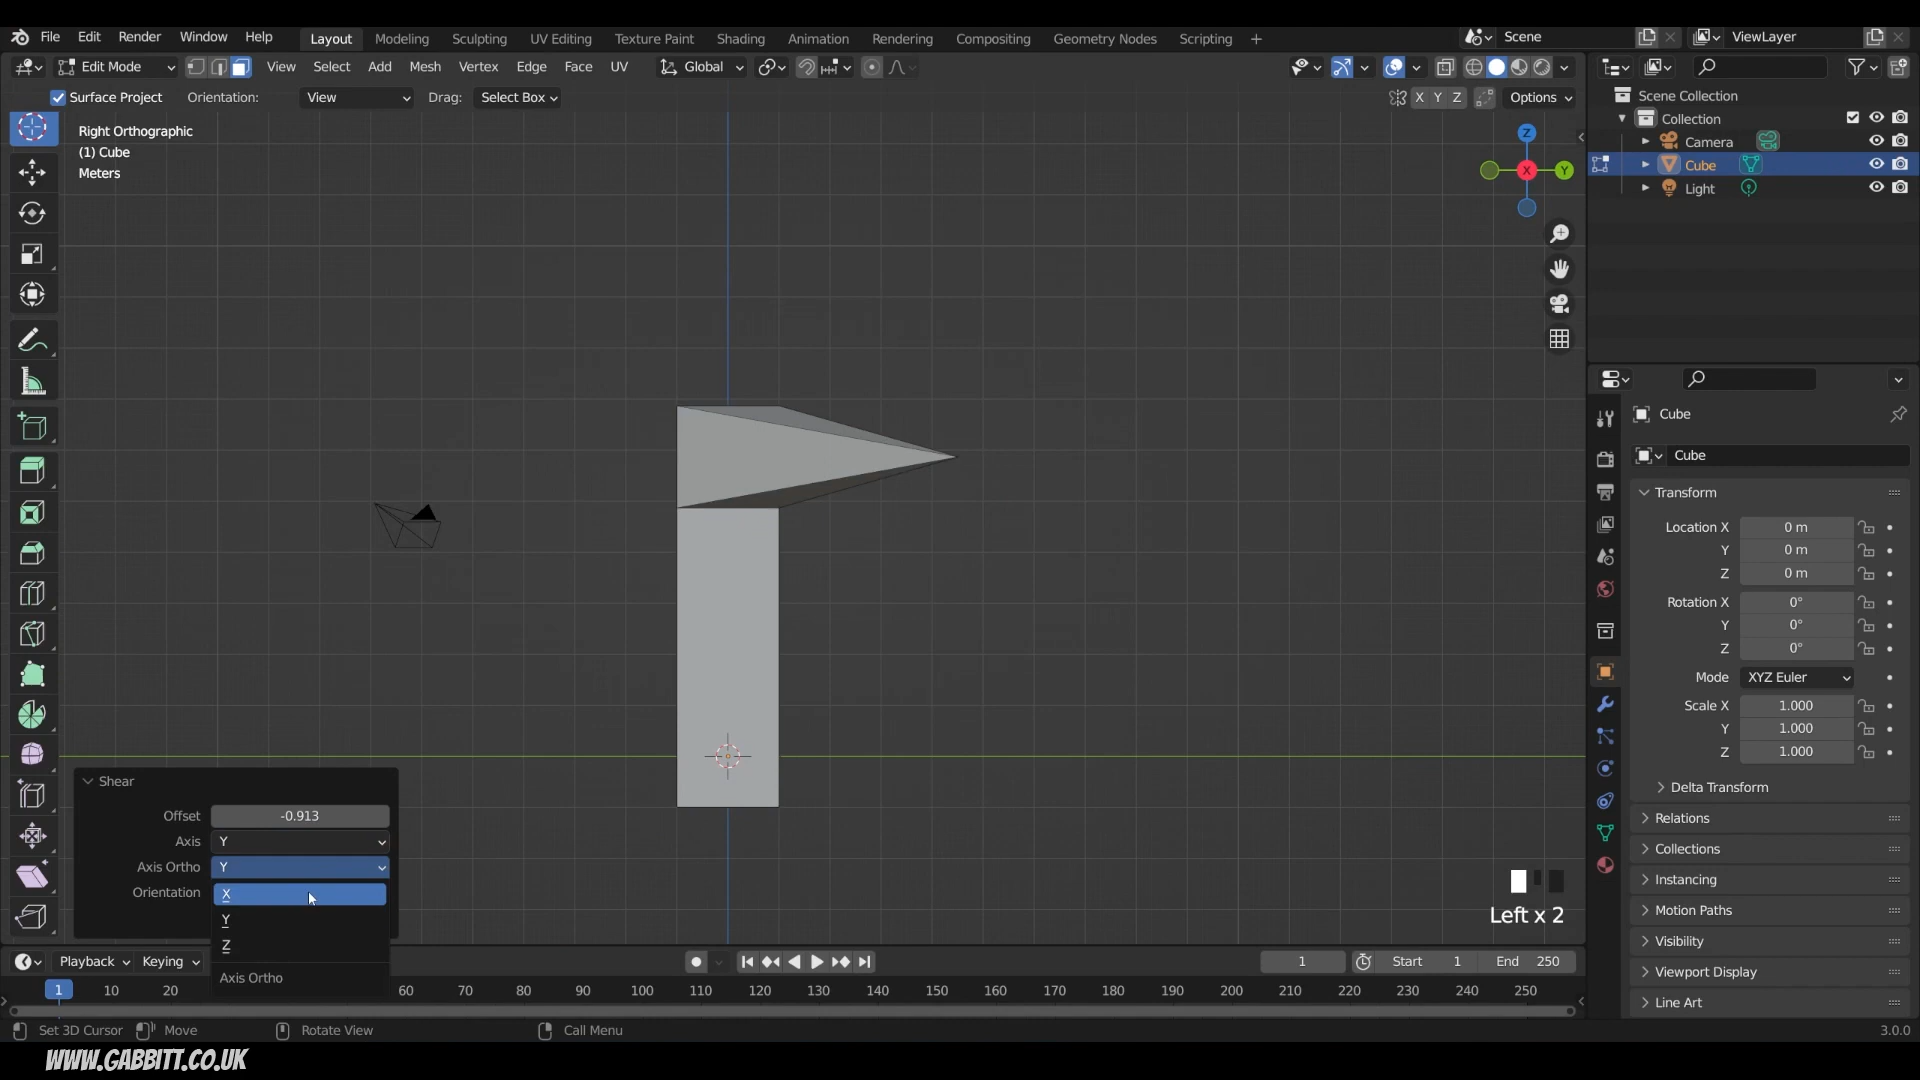 File Edit Render Window Help Layout Modeling Sculpting UV Editing Texture Paint Shading Animation Rendering Compositing Geometry Nodes Scripting + Scene ViewLayer
Edit Mode View Select Add Mesh Vertex Edge Face UV Global
Surface Project Orientation: View Drag: Select Box X Y Z Options
Right Orthographic
(1) Cube
Meters
Z
X
Y
Scene Collection
Collection
Camera
Cube
Light
Cube
Cube
Transform
Location X 0 m
Y 0 m
Z 0 m
Rotation X 0°
Y 0°
Z 0°
Mode XYZ Euler
Scale X 1.000
Y 1.000
Z 1.000
Delta Transform
Relations
Collections
Instancing
Motion Paths
Visibility
Viewport Display
Line Art
Shear
Offset -0.913
Axis Y
Axis Ortho Y
Orientation X
Y
Z
Axis Ortho
Left x 2
Playback Keying 1 Start 1 End 250
1 10 20 60 70 80 90 100 110 120 130 140 150 160 170 180 190 200 210 220 230 240 250
Set 3D Cursor Move Rotate View Call Menu 3.0.0
WWW.GABBITT.CO.UK